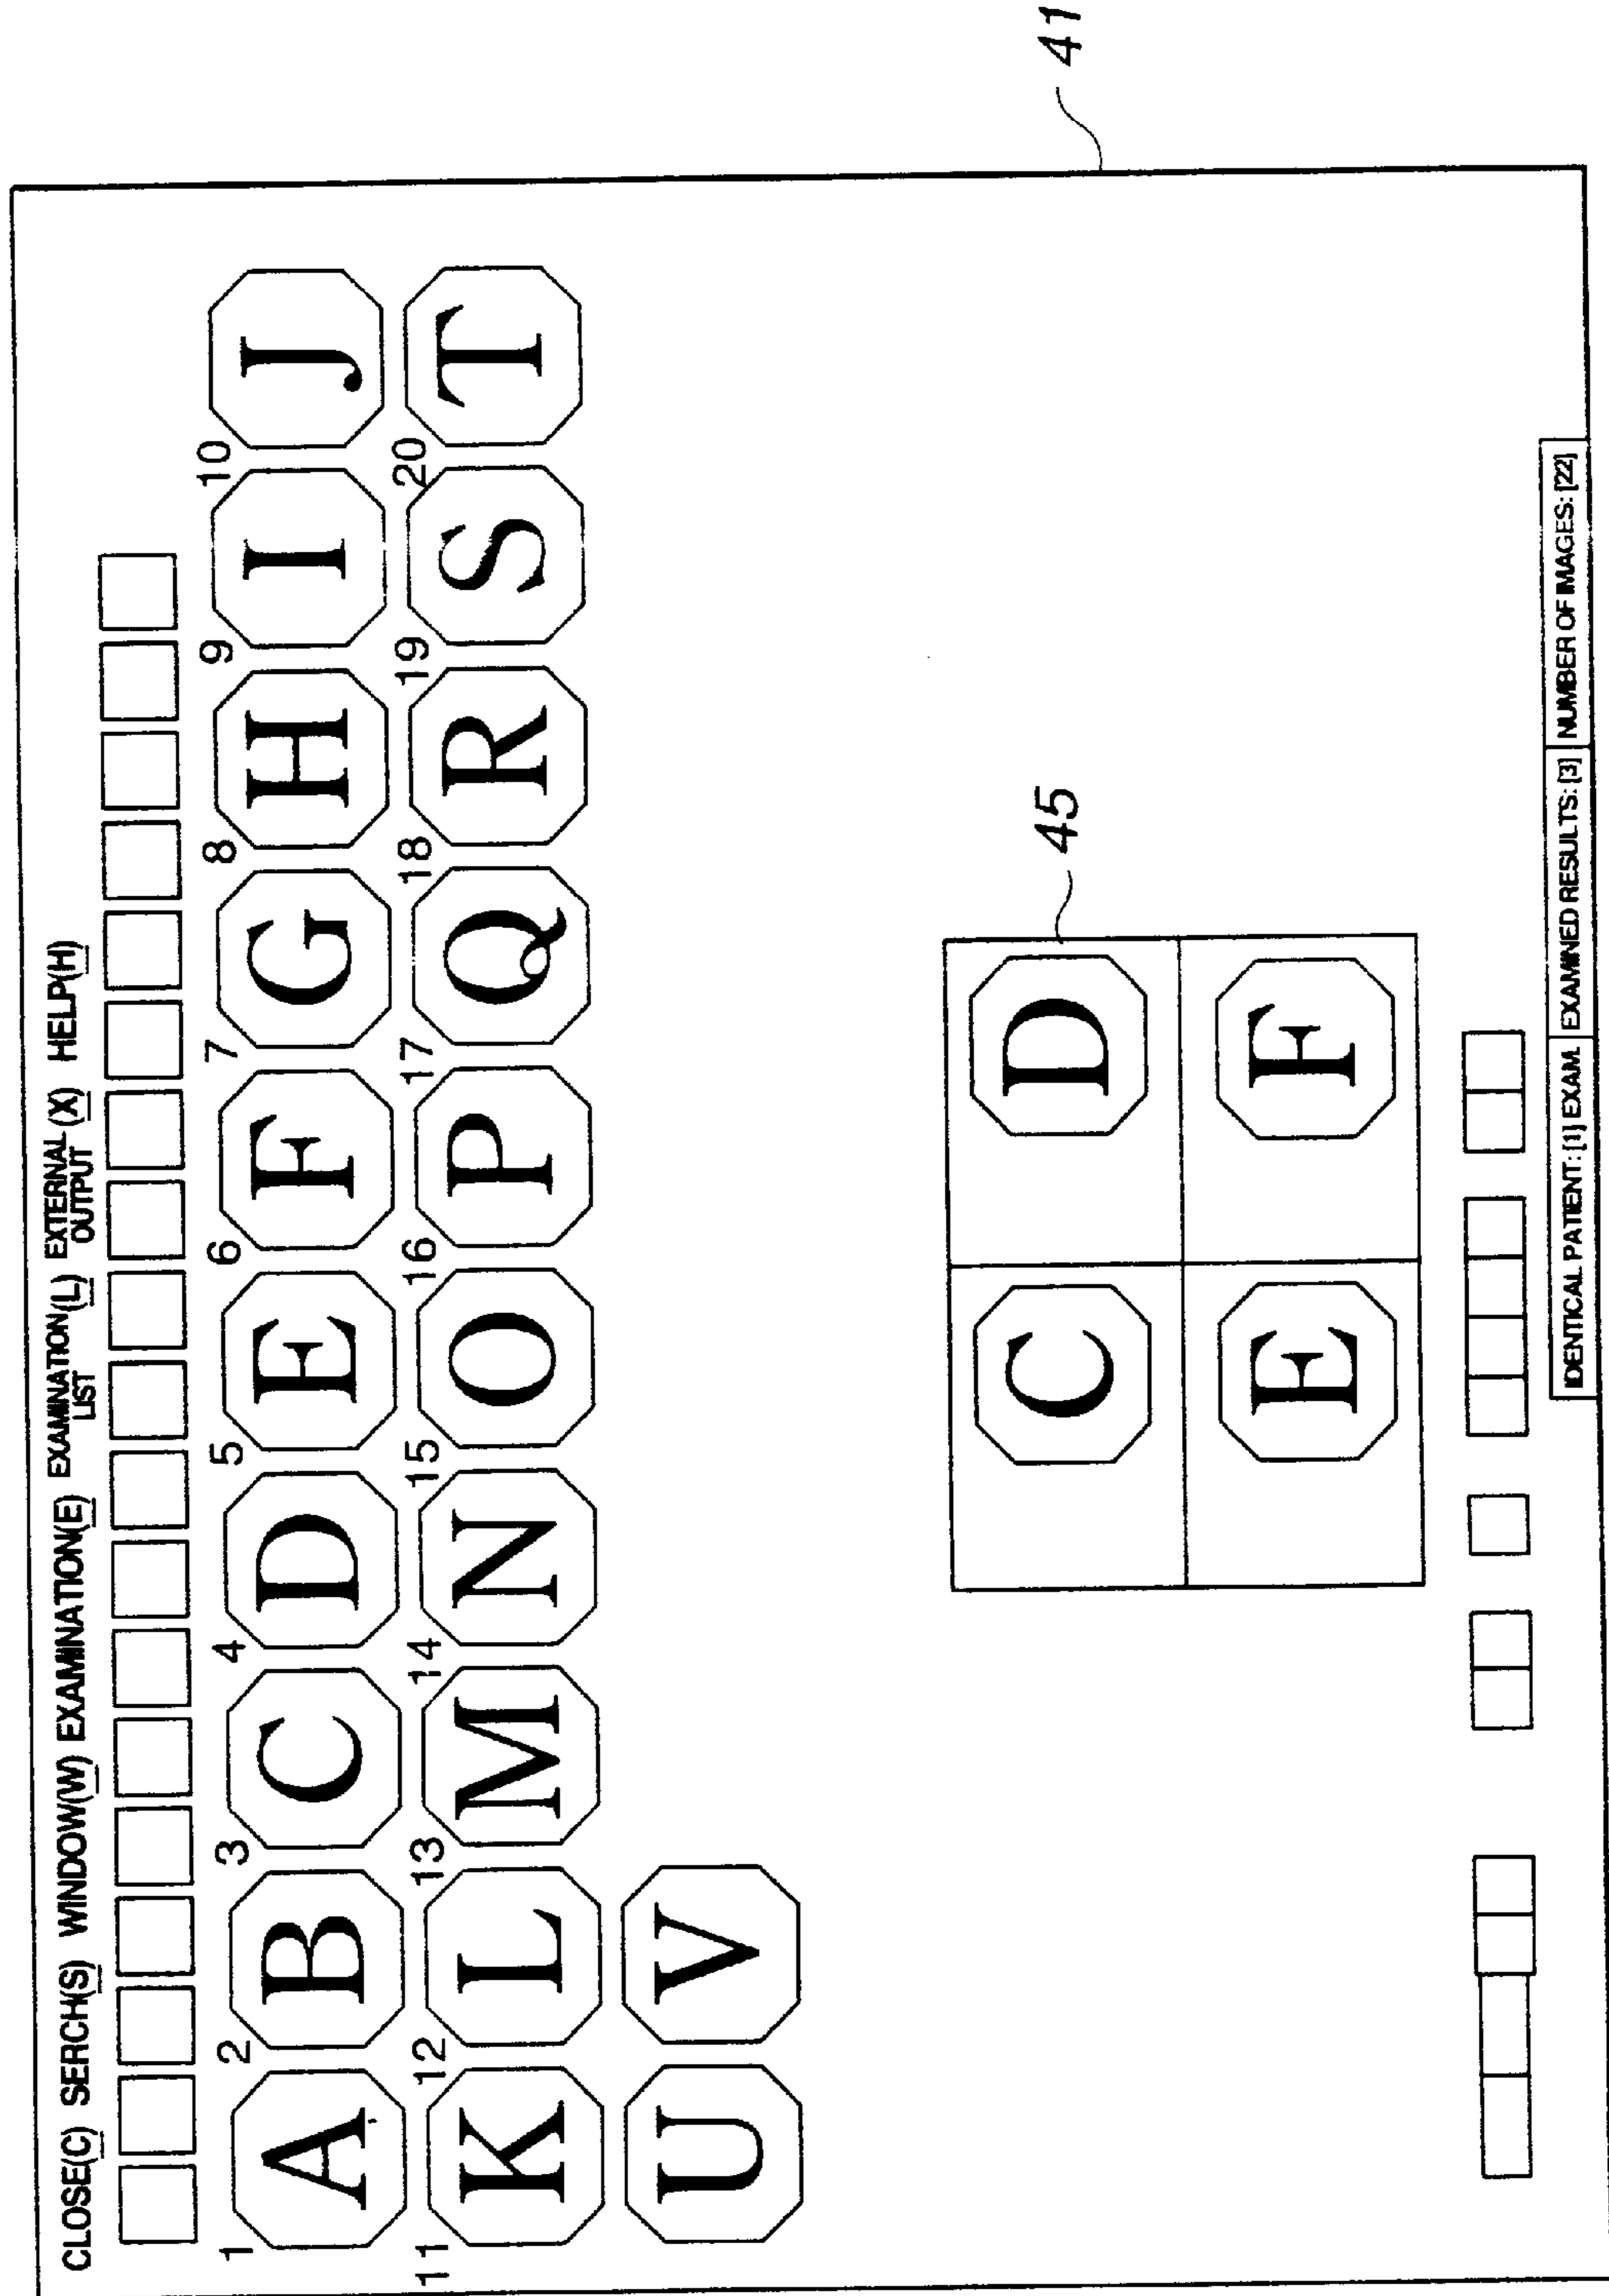 CLOSE(C) SERCH(S) WINDOW(W) EXAMINATION(E) EXAMINATION LIST (L) EXTERNAL OUTPUT (X) HELP(H)
1 2 3 4 5 6 7 8 9 10
A B C D E F G H I J
11 12 13 14 15 16 17 18 19 20
K L M N O P Q R S T
U V
41
45
C D
E F
IDENTICAL PATIENT: [1] EXAM. EXAMINED RESULTS: [3] NUMBER OF IMAGES: [22]